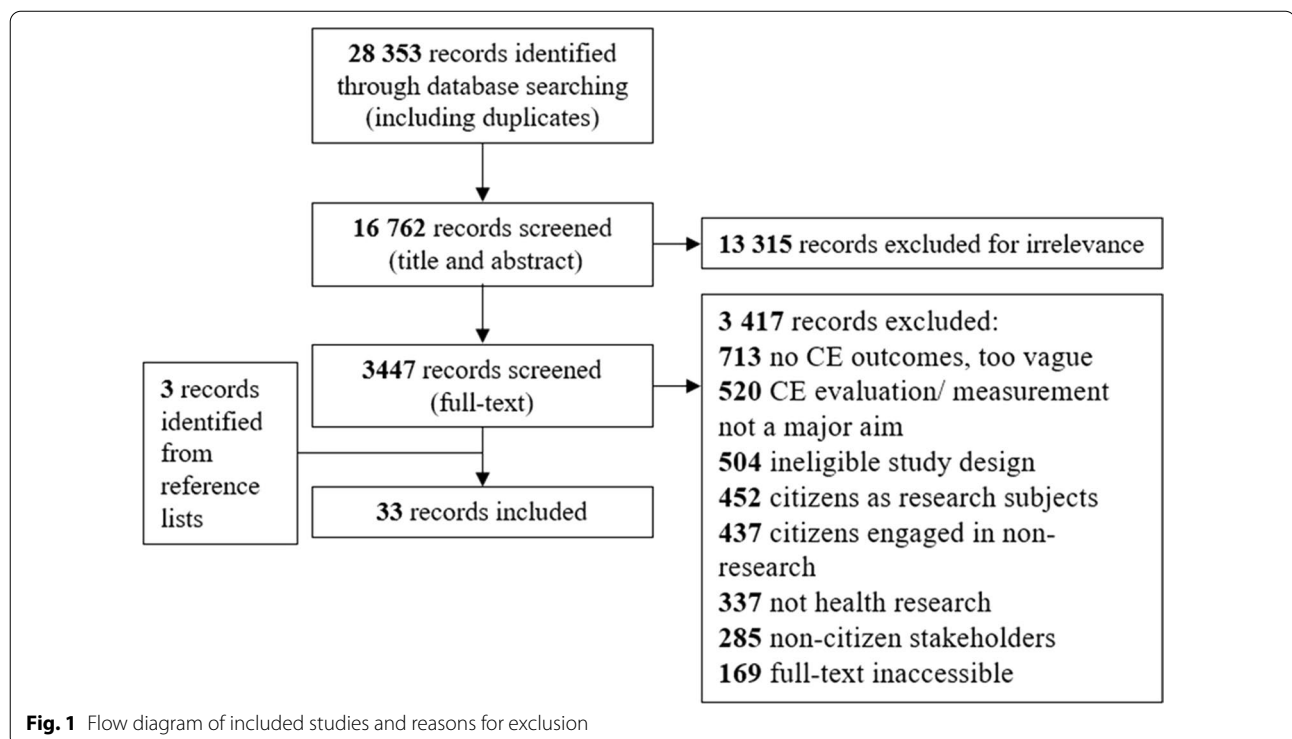 28 353 records identified
through database searching
(including duplicates)
16 762 records screened
(title and abstract)
13 315 records excluded for irrelevance
3447 records screened
(full-text)
3 417 records excluded:
713 no CE outcomes, too vague
520 CE evaluation/ measurement
not a major aim
504 ineligible study design
452 citizens as research subjects
437 citizens engaged in non-
research
337 not health research
285 non-citizen stakeholders
169 full-text inaccessible
3 records
identified
from
reference
lists
33 records included
Fig. 1 Flow diagram of included studies and reasons for exclusion